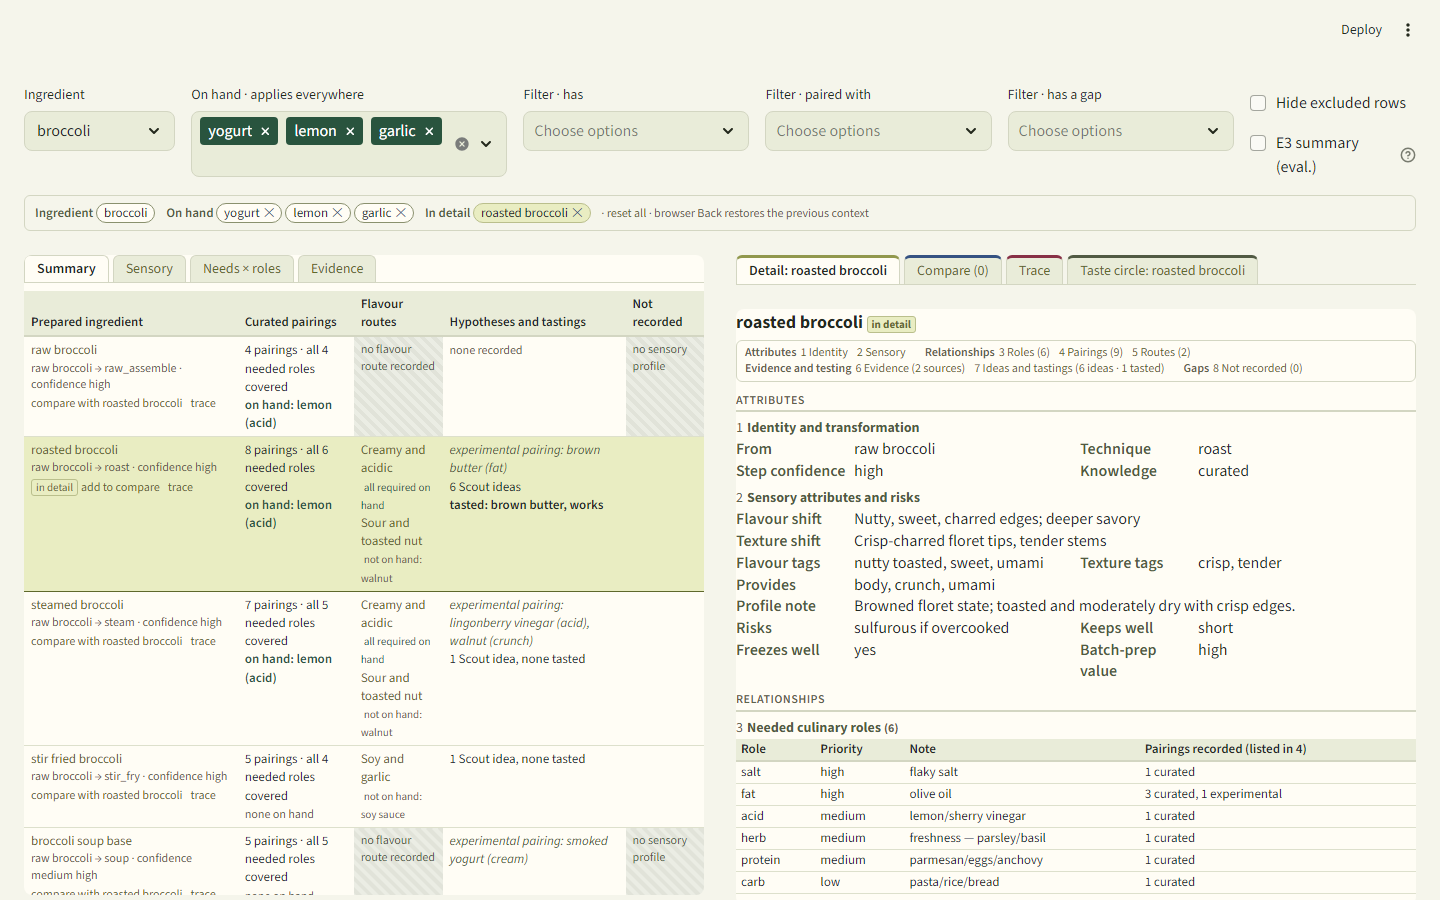 Deploy
Ingredient
On hand · applies everywhere
Filter · has
Filter · paired with
Filter · has a gap
broccoli
yogurt ×
lemon ×
garlic ×
Choose options
Choose options
Choose options
Hide excluded rows
E3 summary
(eval.)
Ingredient broccoli On hand yogurt × lemon × garlic × In detail roasted broccoli × · reset all · browser Back restores the previous context
Summary
Sensory
Needs × roles
Evidence
Prepared ingredient
Curated pairings
Flavour
routes
Hypotheses and tastings
Not
recorded
raw broccoli
raw broccoli → raw_assemble ·
confidence high
compare with roasted broccoli trace
4 pairings · all 4
needed roles
covered
on hand: lemon
(acid)
no flavour
route recorded
none recorded
no sensory
profile
roasted broccoli
raw broccoli → roast · confidence high
in detail add to compare trace
8 pairings · all 6
needed roles
covered
on hand: lemon
(acid)
Creamy and
acidic
all required on
hand
Sour and
toasted nut
not on hand:
walnut
experimental pairing: brown
butter (fat)
6 Scout ideas
tasted: brown butter, works
steamed broccoli
raw broccoli → steam · confidence high
compare with roasted broccoli trace
7 pairings · all 5
needed roles
covered
on hand: lemon
(acid)
Creamy and
acidic
all required on
hand
Sour and
toasted nut
not on hand:
walnut
experimental pairing:
lingonberry vinegar (acid),
walnut (crunch)
1 Scout idea, none tasted
stir fried broccoli
raw broccoli → stir_fry · confidence high
compare with roasted broccoli trace
5 pairings · all 4
needed roles
covered
none on hand
Soy and
garlic
not on hand:
soy sauce
1 Scout idea, none tasted
broccoli soup base
raw broccoli → soup · confidence
medium high
compare with roasted broccoli trace
5 pairings · all 5
needed roles
covered
none on hand
no flavour
route recorded
experimental pairing: smoked
yogurt (cream)
no sensory
profile
Detail: roasted broccoli
Compare (0)
Trace
Taste circle: roasted broccoli
roasted broccoli in detail
Attributes 1 Identity 2 Sensory Relationships 3 Roles (6) 4 Pairings (9) 5 Routes (2)
Evidence and testing 6 Evidence (2 sources) 7 Ideas and tastings (6 ideas · 1 tasted) Gaps 8 Not recorded (0)
ATTRIBUTES
1 Identity and transformation
From raw broccoli Technique roast
Step confidence high Knowledge curated
2 Sensory attributes and risks
Flavour shift Nutty, sweet, charred edges; deeper savory
Texture shift Crisp-charred floret tips, tender stems
Flavour tags nutty toasted, sweet, umami Texture tags crisp, tender
Provides body, crunch, umami
Profile note Browned floret state; toasted and moderately dry with crisp edges.
Risks sulfurous if overcooked Keeps well short
Freezes well yes Batch-prep value high
RELATIONSHIPS
3 Needed culinary roles (6)
Role Priority Note Pairings recorded (listed in 4)
salt high flaky salt 1 curated
fat high olive oil 3 curated, 1 experimental
acid medium lemon/sherry vinegar 1 curated
herb medium freshness — parsley/basil 1 curated
protein medium parmesan/eggs/anchovy 1 curated
carb low pasta/rice/bread 1 curated